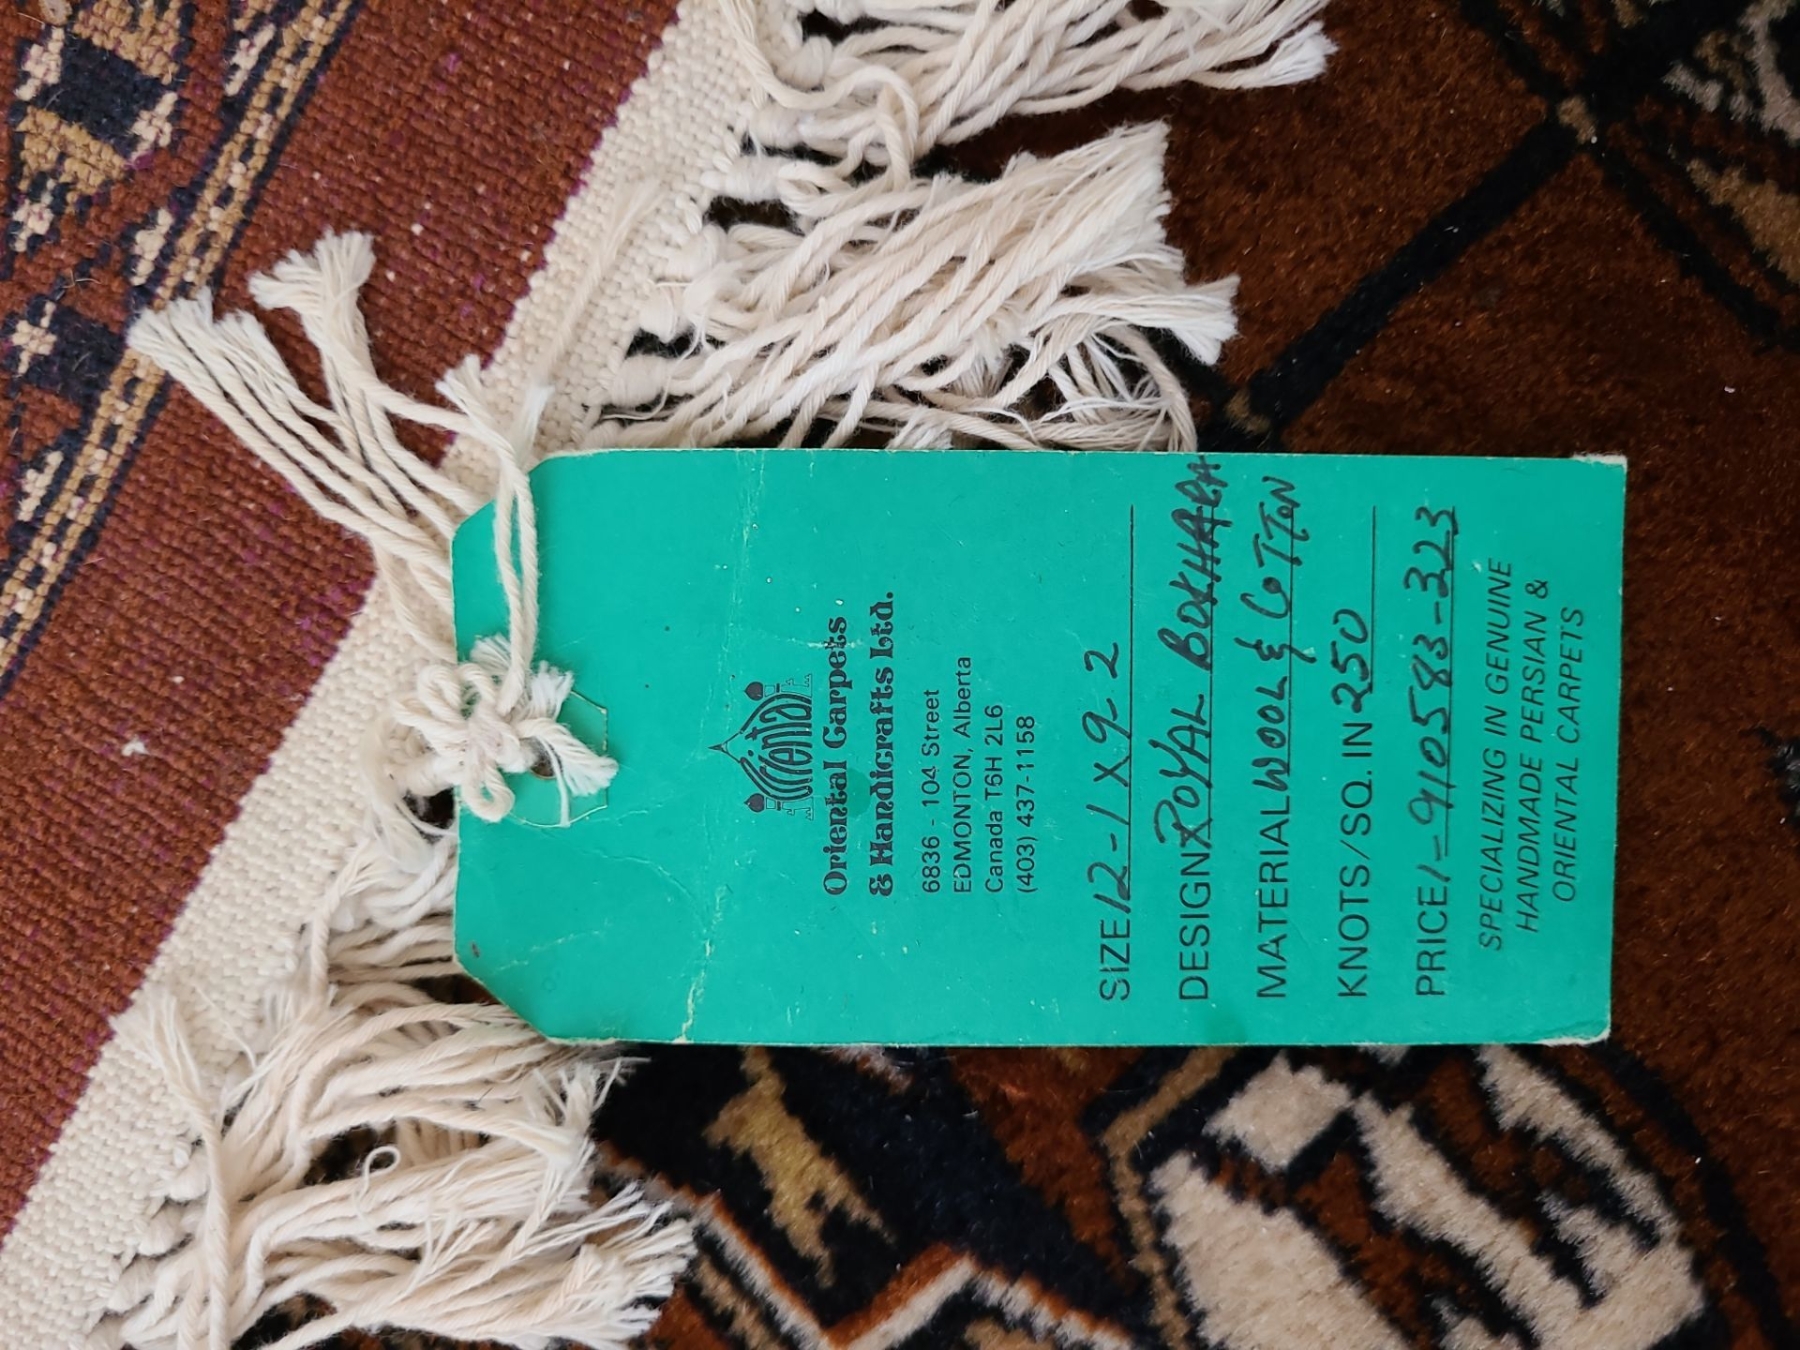 Oriental
Oriental Carpets
& Handicrafts Ltd.
6836 - 104 Street
EDMONTON, Alberta
Canada T6H 2L6
(403) 437-1158
SIZE 12-1 X 9-2
DESIGN ROYAL BOKHARA
MATERIAL WOOL & COTTON
KNOTS/SQ. IN 250
PRICE 1-910583-323
SPECIALIZING IN GENUINE
HANDMADE PERSIAN &
ORIENTAL CARPETS